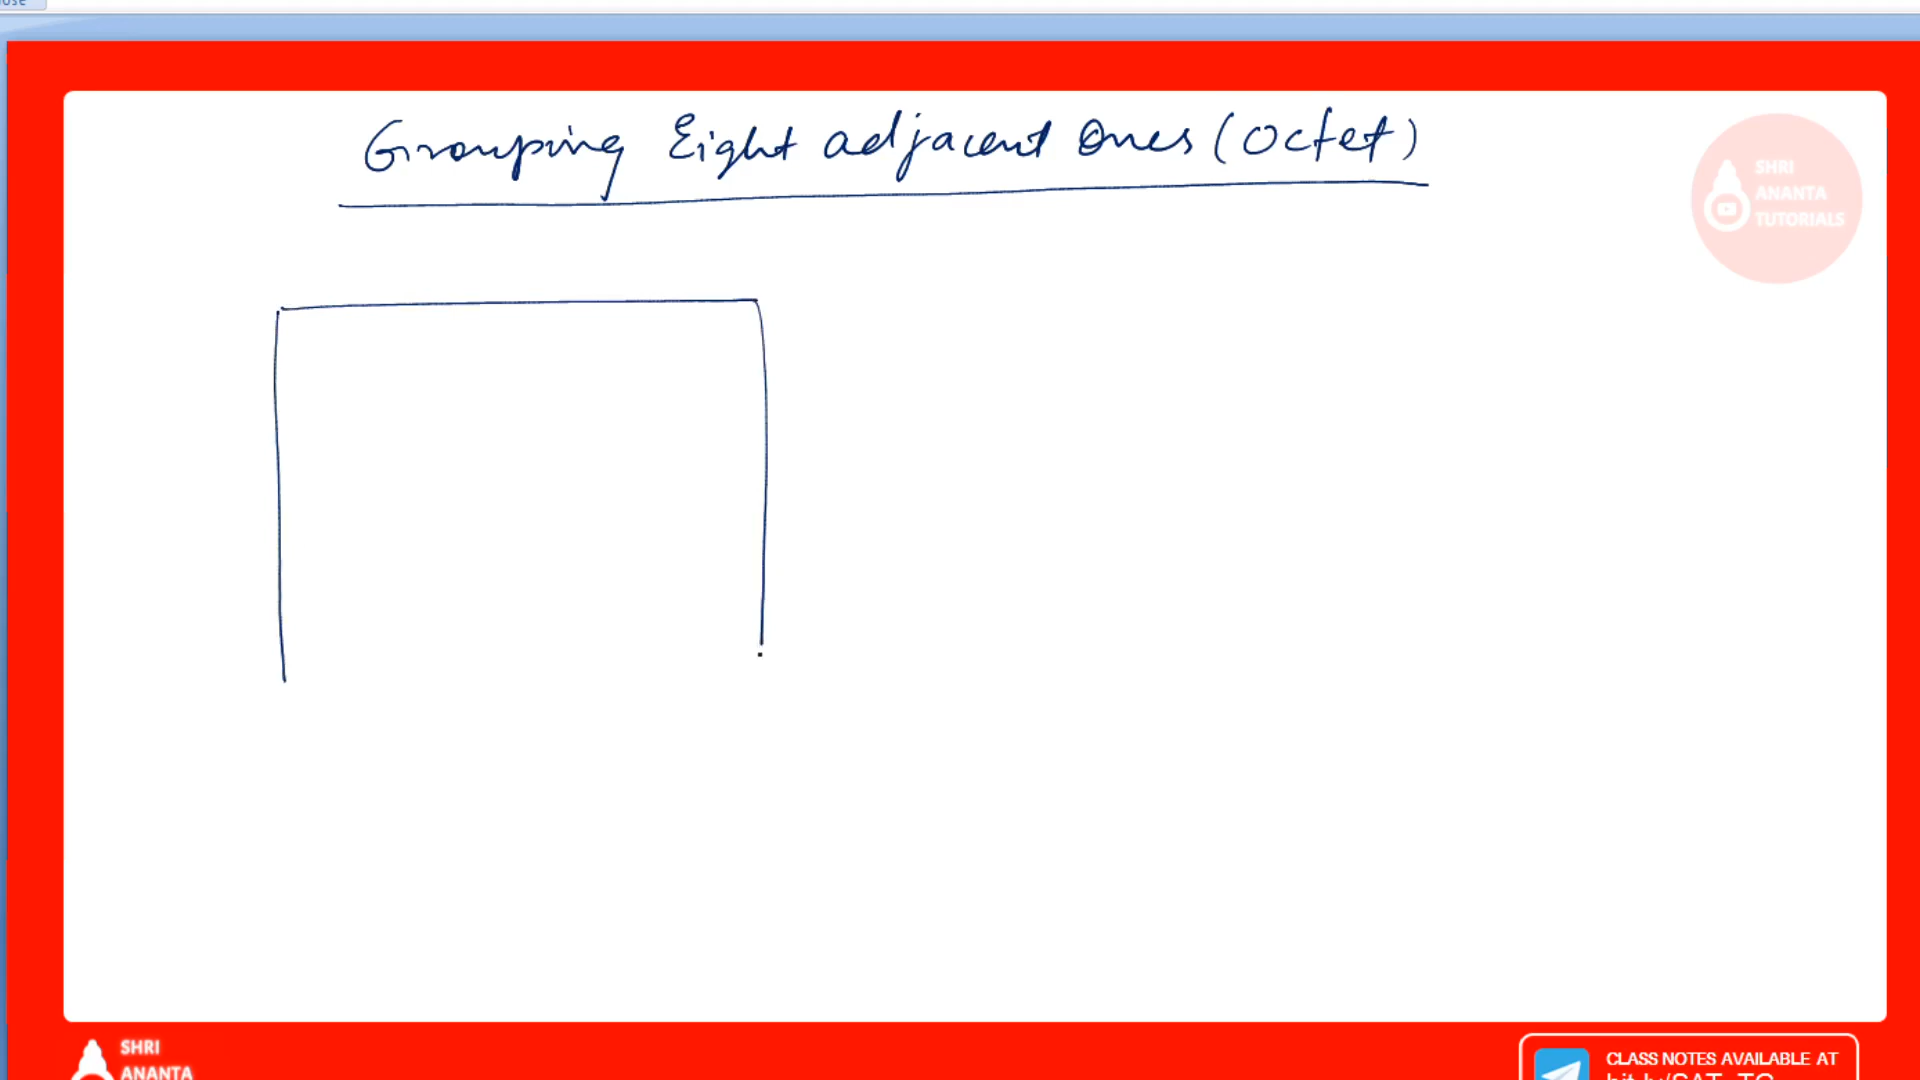 Grouping Eight adjacent Ones (Octet)
SHRI
ANANTA
TUTORIALS
SHRI
ANANTA
CLASS NOTES AVAILABLE AT